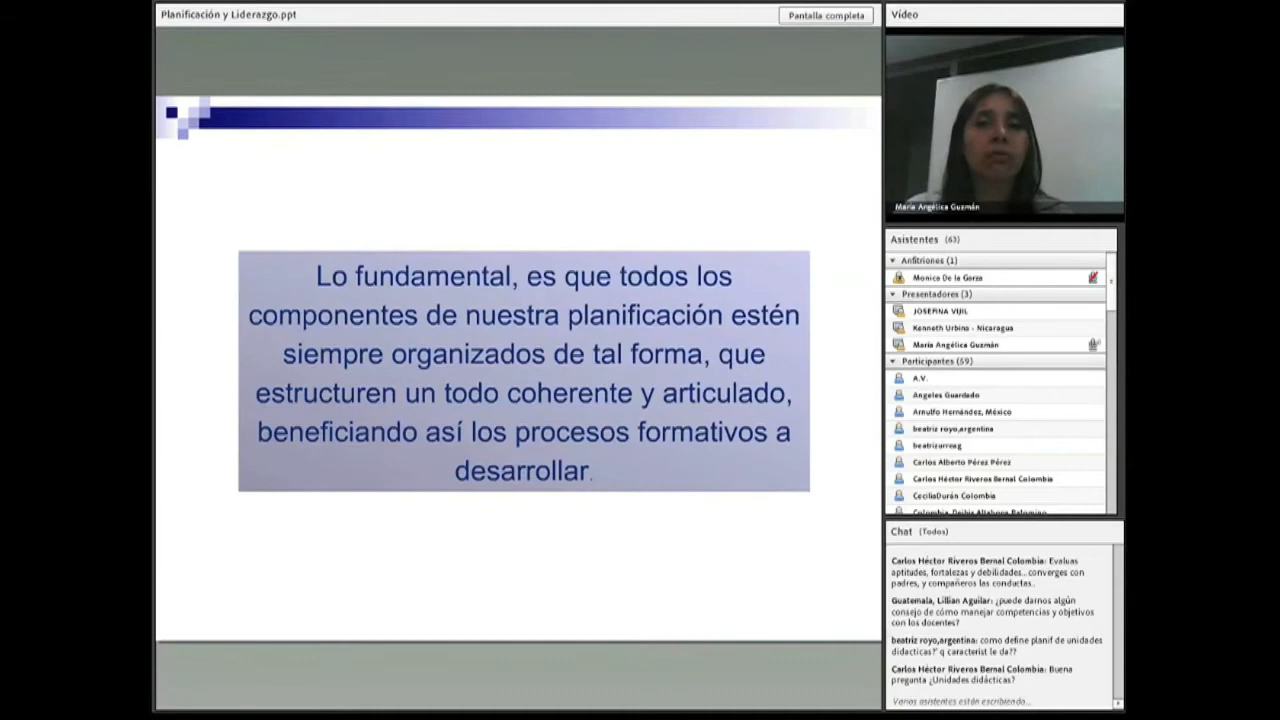 Planificación y Liderazgo.ppt
Pantalla completa
Lo fundamental, es que todos los
componentes de nuestra planificación estén
siempre organizados de tal forma, que
estructuren un todo coherente y articulado,
beneficiando así los procesos formativos a
desarrollar.
Vídeo
María Angélica Guzmán
Asistentes (63)
Anfitriones (1)
Monica De la Garza
Presentadores (3)
JOSEFINA VIJIL
Kenneth Urbina - Nicaragua
María Angélica Guzmán
Participantes (59)
A.V.
Angeles Guardado
Arnulfo Hernández, México
beatriz royo,argentina
beatrizurreag
Carlos Alberto Pérez Pérez
Carlos Héctor Riveros Bernal Colombia
CeciliaDurán Colombia
Chat (Todos)
Carlos Héctor Riveros Bernal Colombia: Evaluas
aptitudes, fortalezas y debilidades...converges con
padres, y compañeros las conductas..
Guatemala, Lillian Aguilar: ¿puede darnos algún
consejo de cómo manejar competencias y objetivos
con los docentes?
beatriz royo,argentina: como define planif de unidades
didacticas?' q caracterist le da??
Carlos Héctor Riveros Bernal Colombia: Buena
pregunta ¿Unidades didácticas?
Varios asistentes están escribiendo...